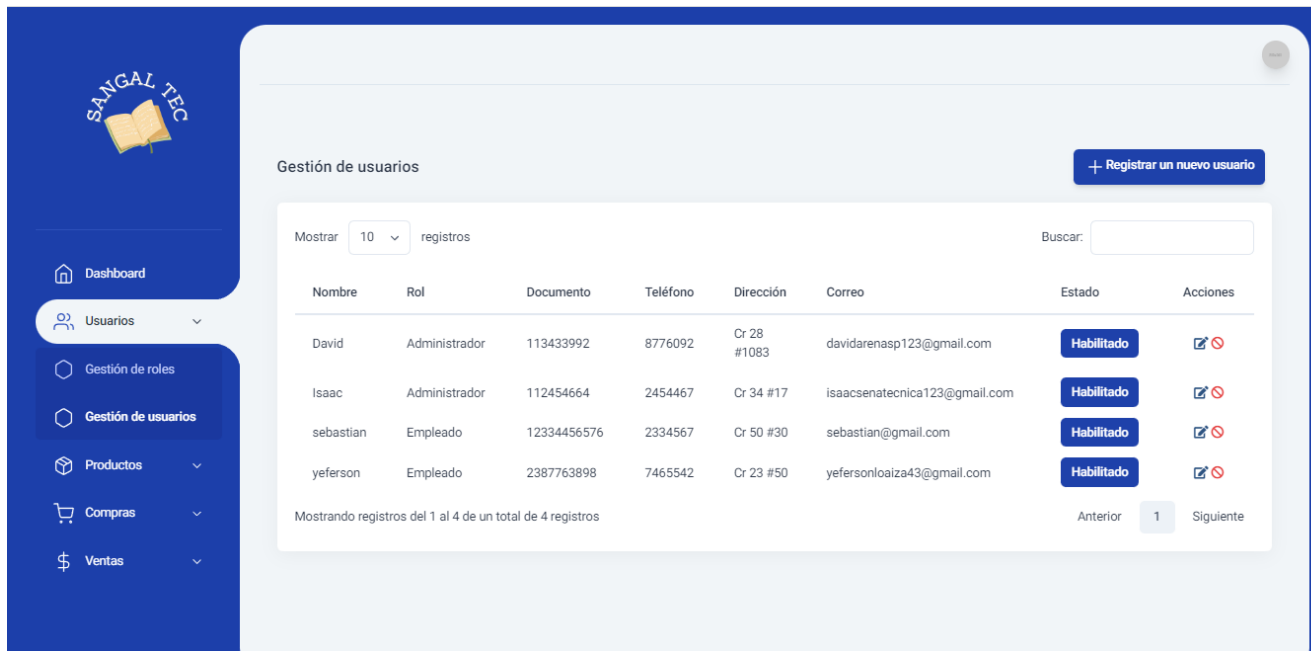 SANGAL TEC
Gestión de usuarios
+ Registrar un nuevo usuario
Mostrar 10 registros
Buscar:
Dashboard
Usuarios
Gestión de roles
Gestión de usuarios
Productos
Compras
Ventas
Nombre Rol Documento Teléfono Dirección Correo Estado Acciones
David Administrador 113433992 8776092 Cr 28 #1083 davidarenasp123@gmail.com Habilitado
Isaac Administrador 112454664 2454467 Cr 34 #17 isaacsenatecnica123@gmail.com Habilitado
sebastian Empleado 12334456576 2334567 Cr 50 #30 sebastian@gmail.com Habilitado
yeferson Empleado 2387763898 7465542 Cr 23 #50 yefersonloaiza43@gmail.com Habilitado
Mostrando registros del 1 al 4 de un total de 4 registros
Anterior 1 Siguiente